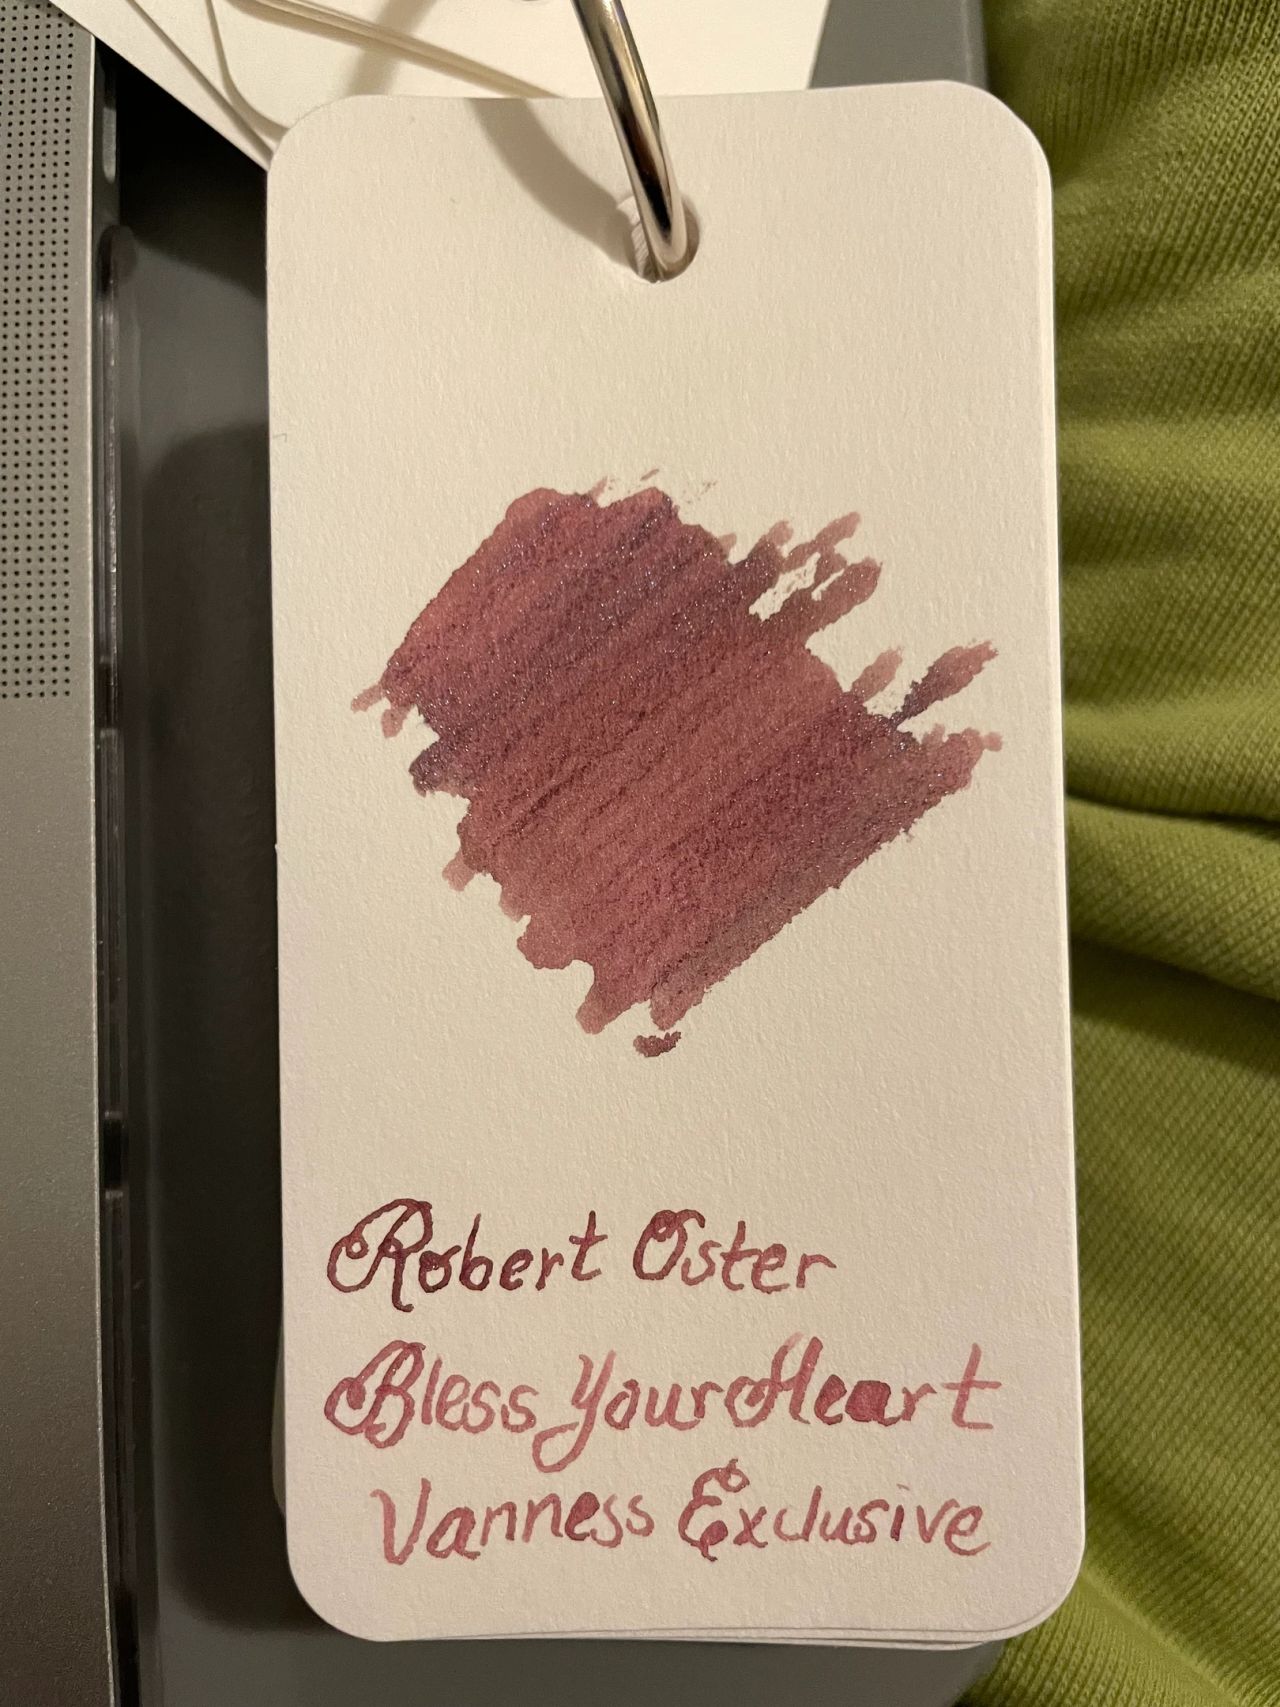 Robert Oster
Bless Your Heart
Vanness Exclusive